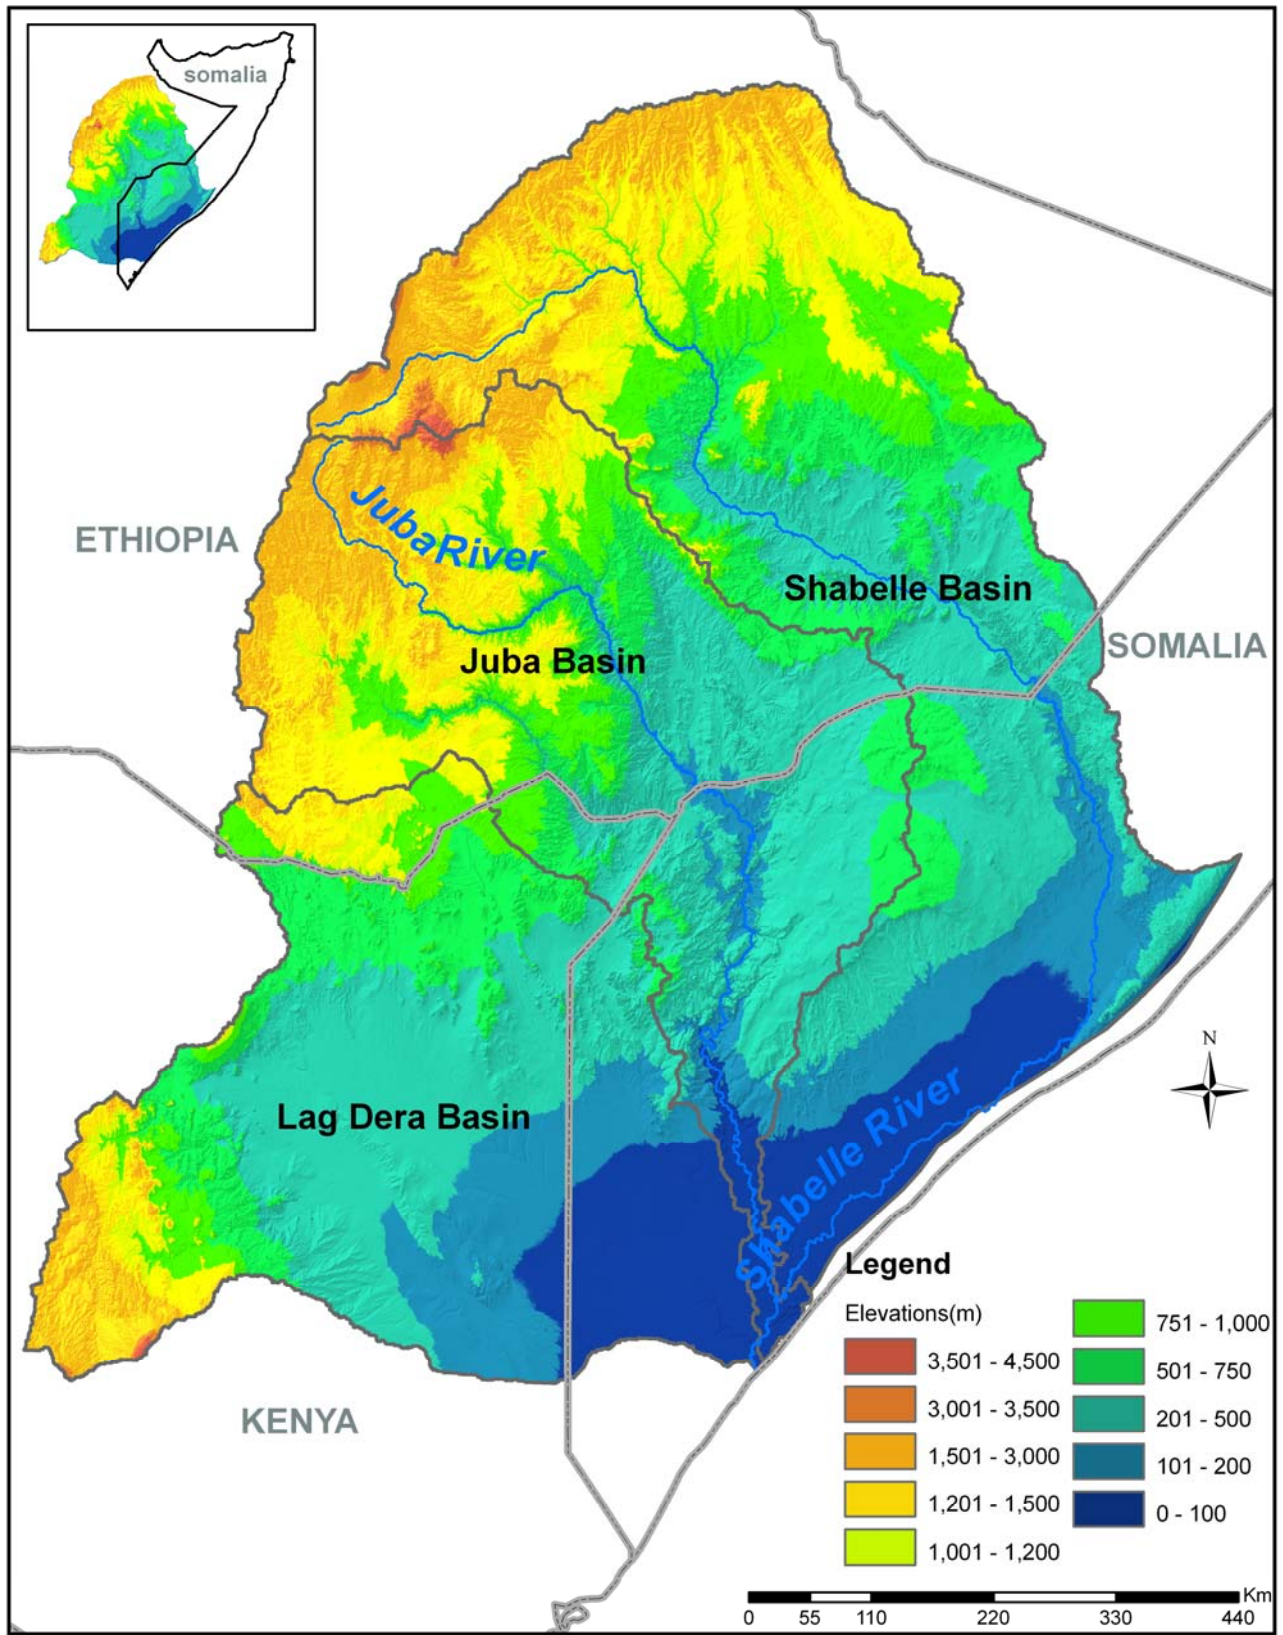 somalia
ETHIOPIA
Juba River
Shabelle Basin
SOMALIA
Juba Basin
N
Lag Dera Basin
Shabelle River
KENYA
Legend
Elevations(m)
3,501 - 4,500
3,001 - 3,500
1,501 - 3,000
1,201 - 1,500
1,001 - 1,200
751 - 1,000
501 - 750
201 - 500
101 - 200
0 - 100
Km
0 55 110 220 330 440